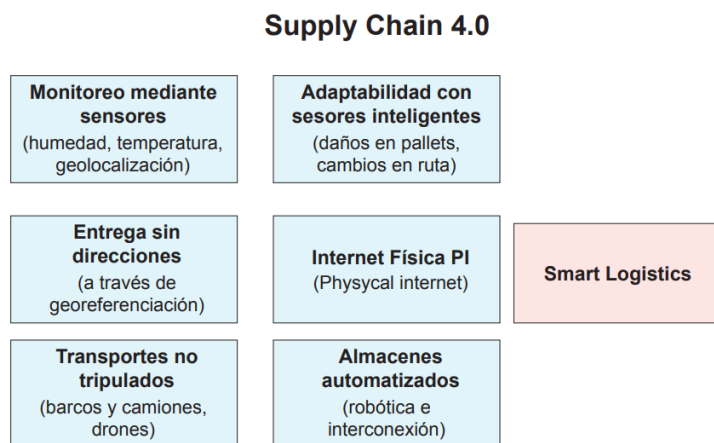 Supply Chain 4.0
Monitoreo mediante
sensores
(humedad, temperatura,
geolocalización)
Adaptabilidad con
sesores inteligentes
(daños en pallets,
cambios en ruta)
Entrega sin
direcciones
(a través de
georeferenciación)
Internet Física PI
(Physycal internet)
Smart Logistics
Transportes no
tripulados
(barcos y camiones,
drones)
Almacenes
automatizados
(robótica e
interconexión)